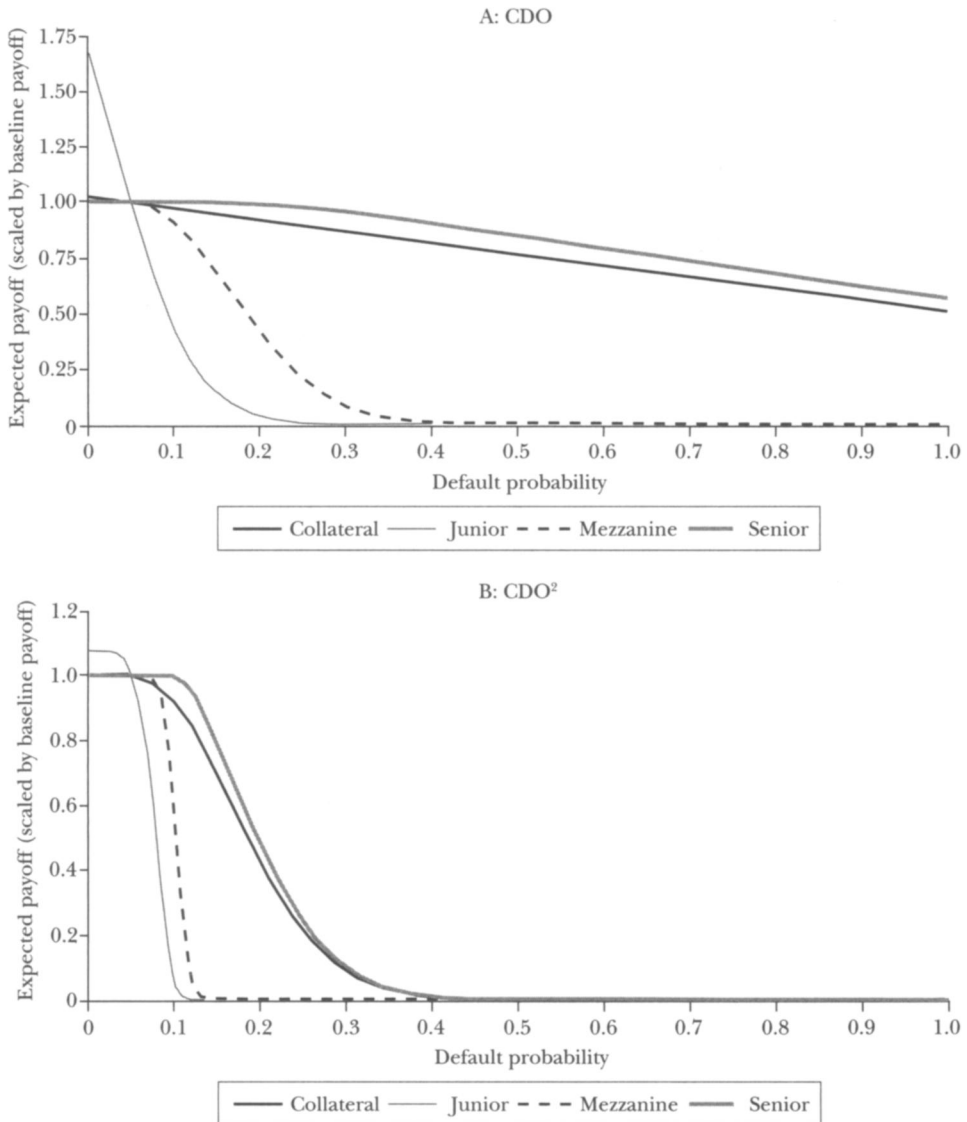 A: CDO
Expected payoff (scaled by baseline payoff)
1.75
1.50
1.25
1.00
0.75
0.50
0.25
0
0 0.1 0.2 0.3 0.4 0.5 0.6 0.7 0.8 0.9 1.0
Default probability
Collateral Junior Mezzanine Senior
B: CDO²
Expected payoff (scaled by baseline payoff)
1.2
1.0
0.8
0.6
0.4
0.2
0
0 0.1 0.2 0.3 0.4 0.5 0.6 0.7 0.8 0.9 1.0
Default probability
Collateral Junior Mezzanine Senior